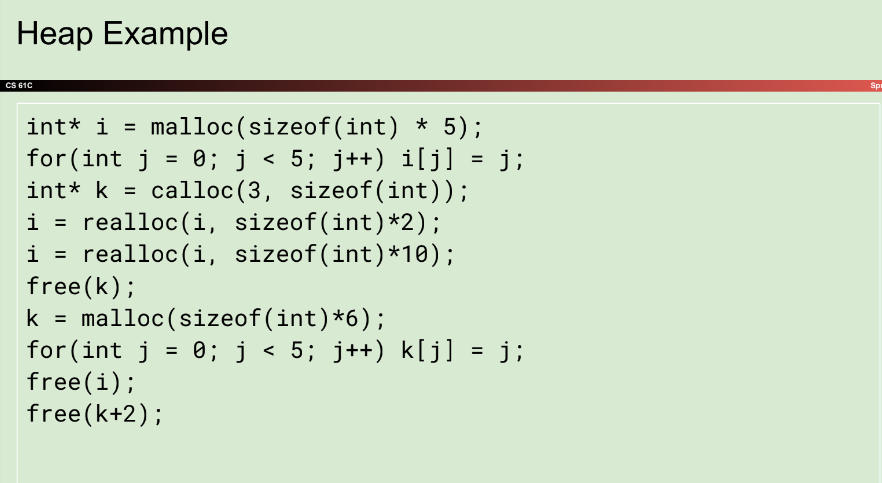 Heap Example
CS 61C
int* i = malloc(sizeof(int) * 5);
for(int j = 0; j < 5; j++) i[j] = j;
int* k = calloc(3, sizeof(int));
i = realloc(i, sizeof(int)*2);
i = realloc(i, sizeof(int)*10);
free(k);
k = malloc(sizeof(int)*6);
for(int j = 0; j < 5; j++) k[j] = j;
free(i);
free(k+2);